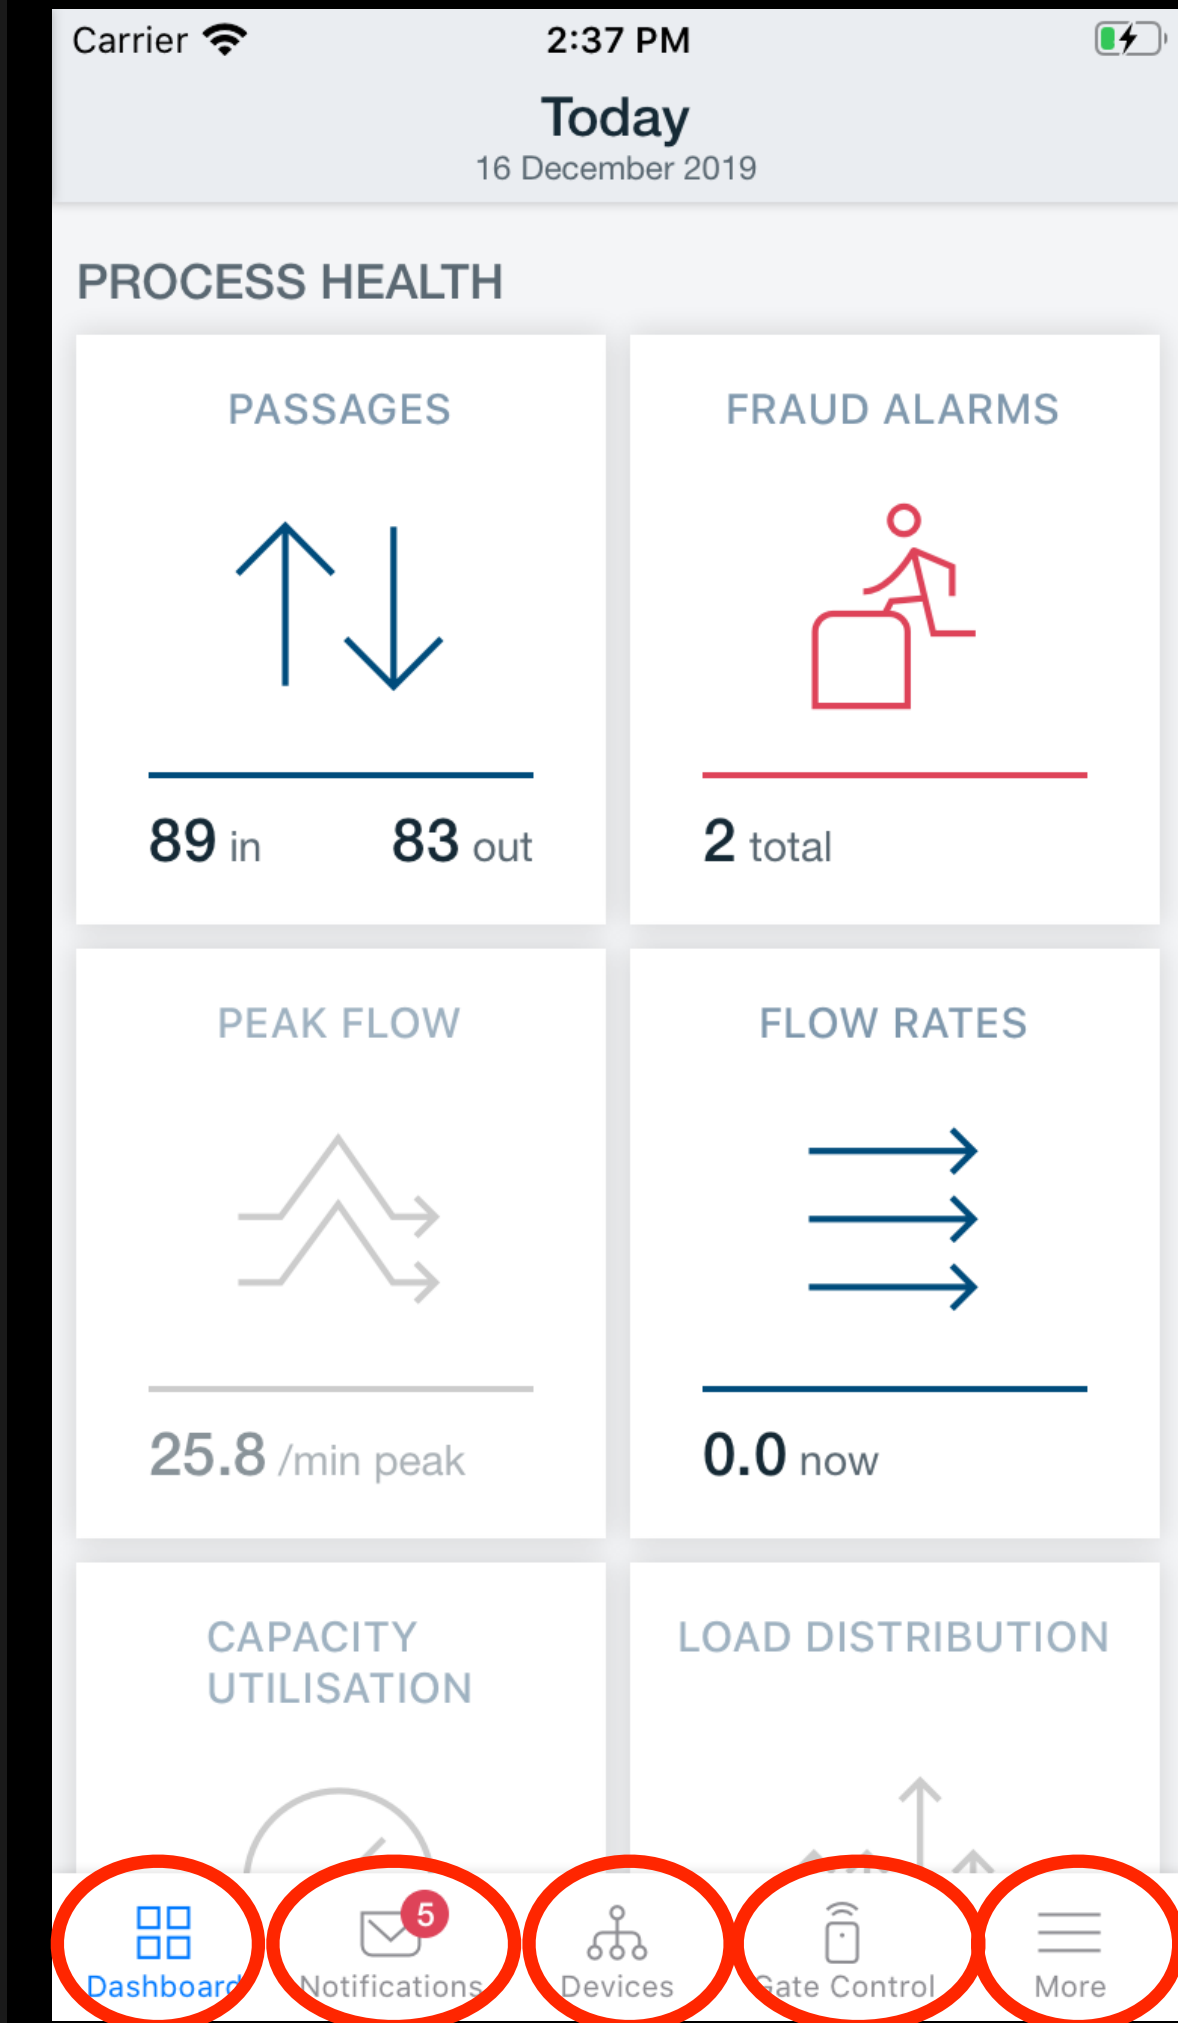 Carrier 2:37 PM
Today
16 December 2019
PROCESS HEALTH
PASSAGES
FRAUD ALARMS
89 in 83 out
2 total
PEAK FLOW
FLOW RATES
25.8 /min peak
0.0 now
CAPACITY
UTILISATION
LOAD DISTRIBUTION
5
Dashboard Notifications Devices Gate Control More